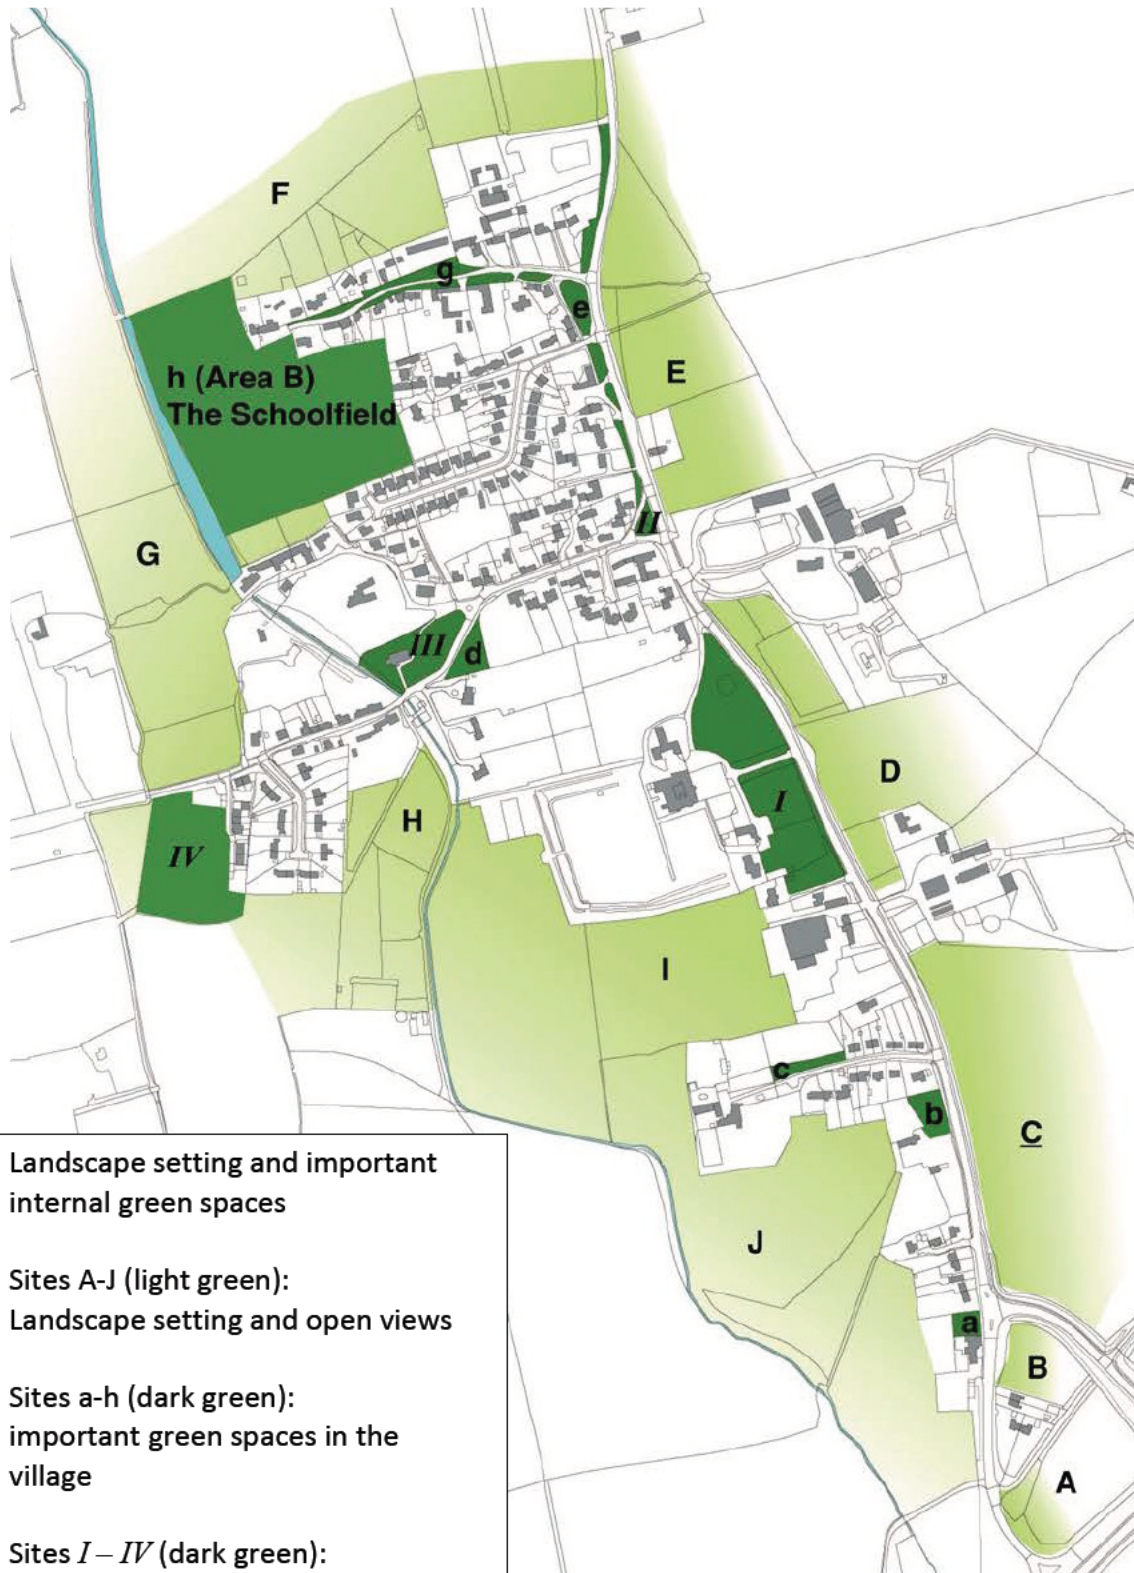 F
g
e
h (Area B)
The Schoolfield
E
II
G
III
d
D
I
H
IV
I
c
b
C
J
a
B
A
Landscape setting and important
internal green spaces
Sites A-J (light green):
Landscape setting and open views
Sites a-h (dark green):
important green spaces in the
village
Sites I – IV (dark green):